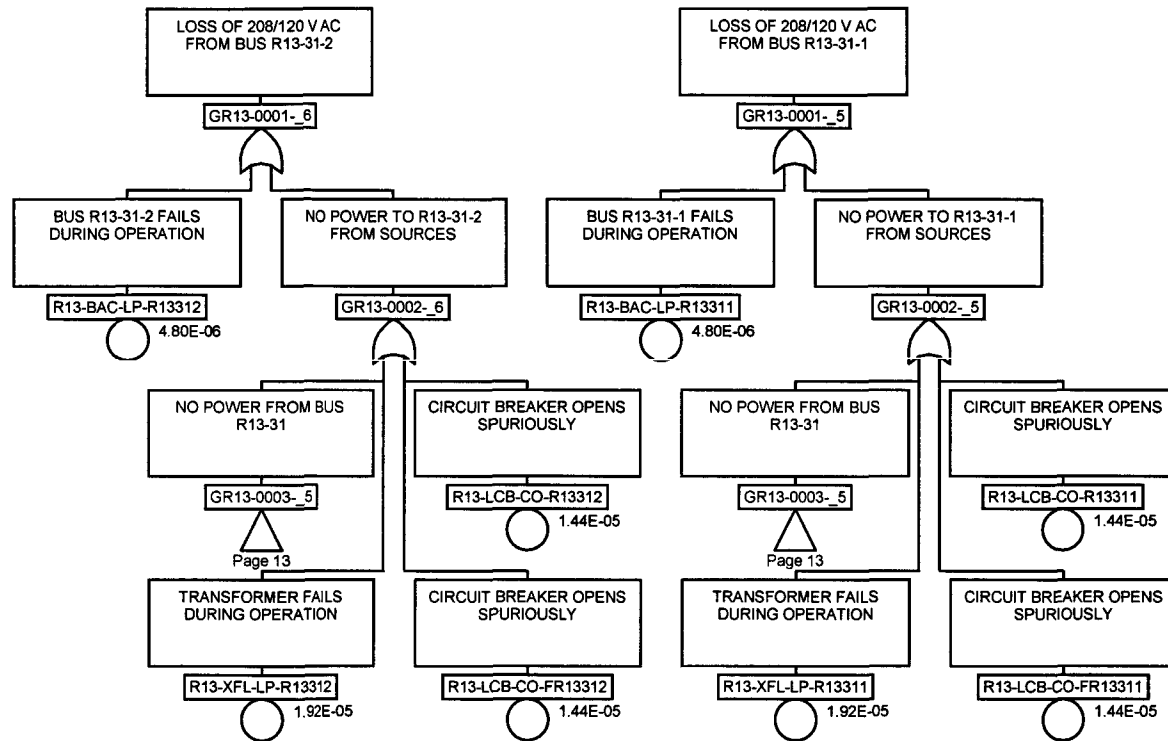 LOSS OF 208/120 V AC
FROM BUS R13-31-2
GR13-0001-_6
BUS R13-31-2 FAILS
DURING OPERATION
R13-BAC-LP-R13312
4.80E-06
NO POWER TO R13-31-2
FROM SOURCES
GR13-0002-_6
NO POWER FROM BUS
R13-31
GR13-0003-_5
Page 13
CIRCUIT BREAKER OPENS
SPURIOUSLY
R13-LCB-CO-R13312
1.44E-05
TRANSFORMER FAILS
DURING OPERATION
R13-XFL-LP-R13312
1.92E-05
CIRCUIT BREAKER OPENS
SPURIOUSLY
R13-LCB-CO-FR13312
1.44E-05
LOSS OF 208/120 V AC
FROM BUS R13-31-1
GR13-0001-_5
BUS R13-31-1 FAILS
DURING OPERATION
R13-BAC-LP-R13311
4.80E-06
NO POWER TO R13-31-1
FROM SOURCES
GR13-0002-_5
NO POWER FROM BUS
R13-31
GR13-0003-_5
Page 13
CIRCUIT BREAKER OPENS
SPURIOUSLY
R13-LCB-CO-R13311
1.44E-05
TRANSFORMER FAILS
DURING OPERATION
R13-XFL-LP-R13311
1.92E-05
CIRCUIT BREAKER OPENS
SPURIOUSLY
R13-LCB-CO-FR13311
1.44E-05